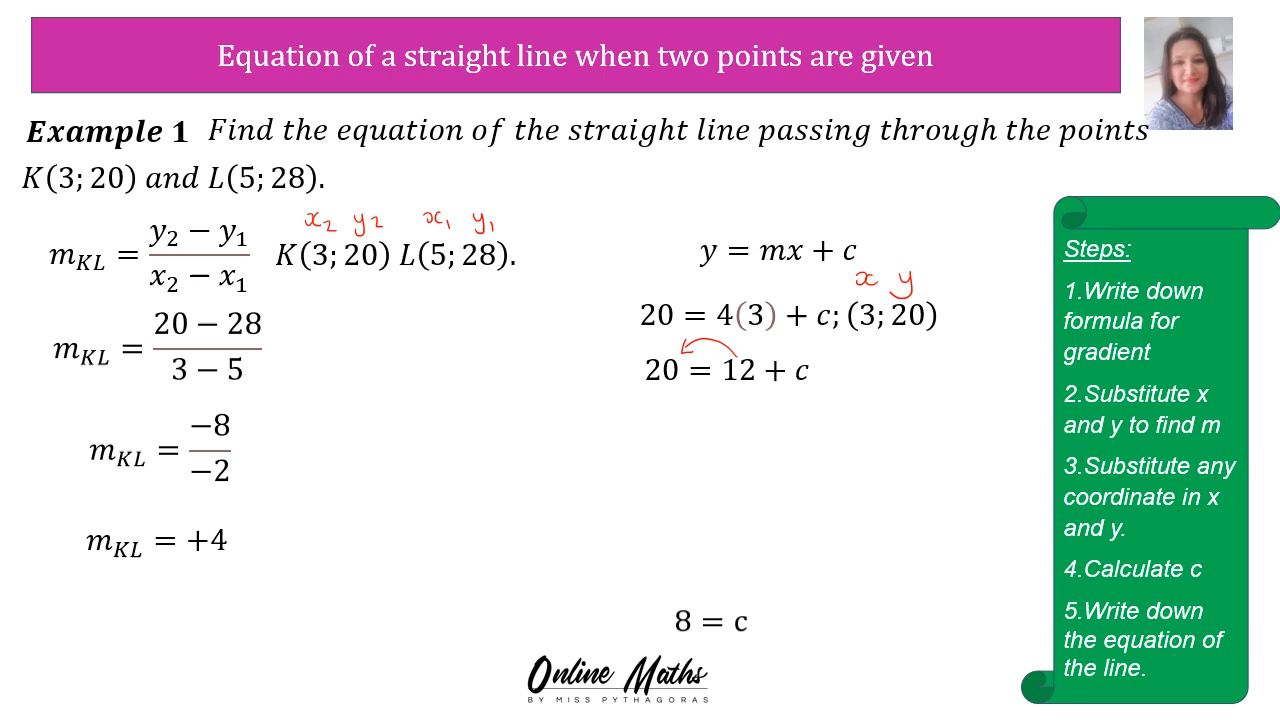 Equation of a straight line when two points are given
Example 1 Find the equation of the straight line passing through the points
K(3; 20) and L(5; 28).
x₂ y₂ x₁ y₁
m_KL = (y₂ − y₁)/(x₂ − x₁) K(3; 20) L(5; 28).
m_KL = (20 − 28)/(3 − 5)
m_KL = −8/−2
m_KL = +4
y = mx + c
x y
20 = 4(3) + c; (3; 20)
20 = 12 + c
8 = c
Steps:
1.Write down
formula for
gradient
2.Substitute x
and y to find m
3.Substitute any
coordinate in x
and y.
4.Calculate c
5.Write down
the equation of
the line.
Online Maths
BY MISS PYTHAGORAS